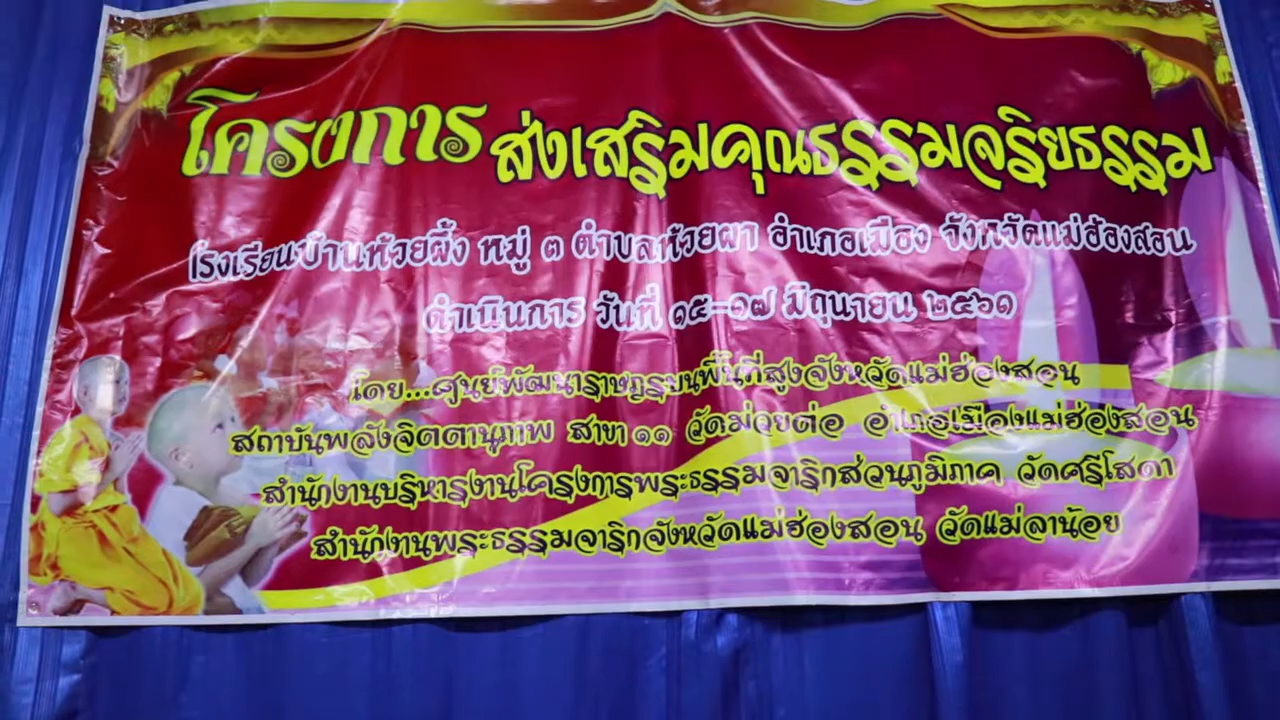 โครงการ ส่งเสริมคุณธรรมจริยธรรม
โรงเรียนบ้านห้วยผึ้ง หมู่ ๓ ตำบลห้วยผา อำเภอเมือง จังหวัดแม่ฮ่องสอน
ดำเนินการ วันที่ ๑๕-๑๗ มิถุนายน ๒๕๖๑
โดย...ศูนย์พัฒนาราษฎรบนพื้นที่สูงจังหวัดแม่ฮ่องสอน
สถาบันพลังจิตตานุภาพ สาขา ๑๑ วัดม่วยต่อ อำเภอเมืองแม่ฮ่องสอน
สำนักงานบริหารงานโครงการพระธรรมจาริกส่วนภูมิภาค วัดศรีโสดา
สำนักงานพระธรรมจาริกจังหวัดแม่ฮ่องสอน วัดแม่ลาน้อย